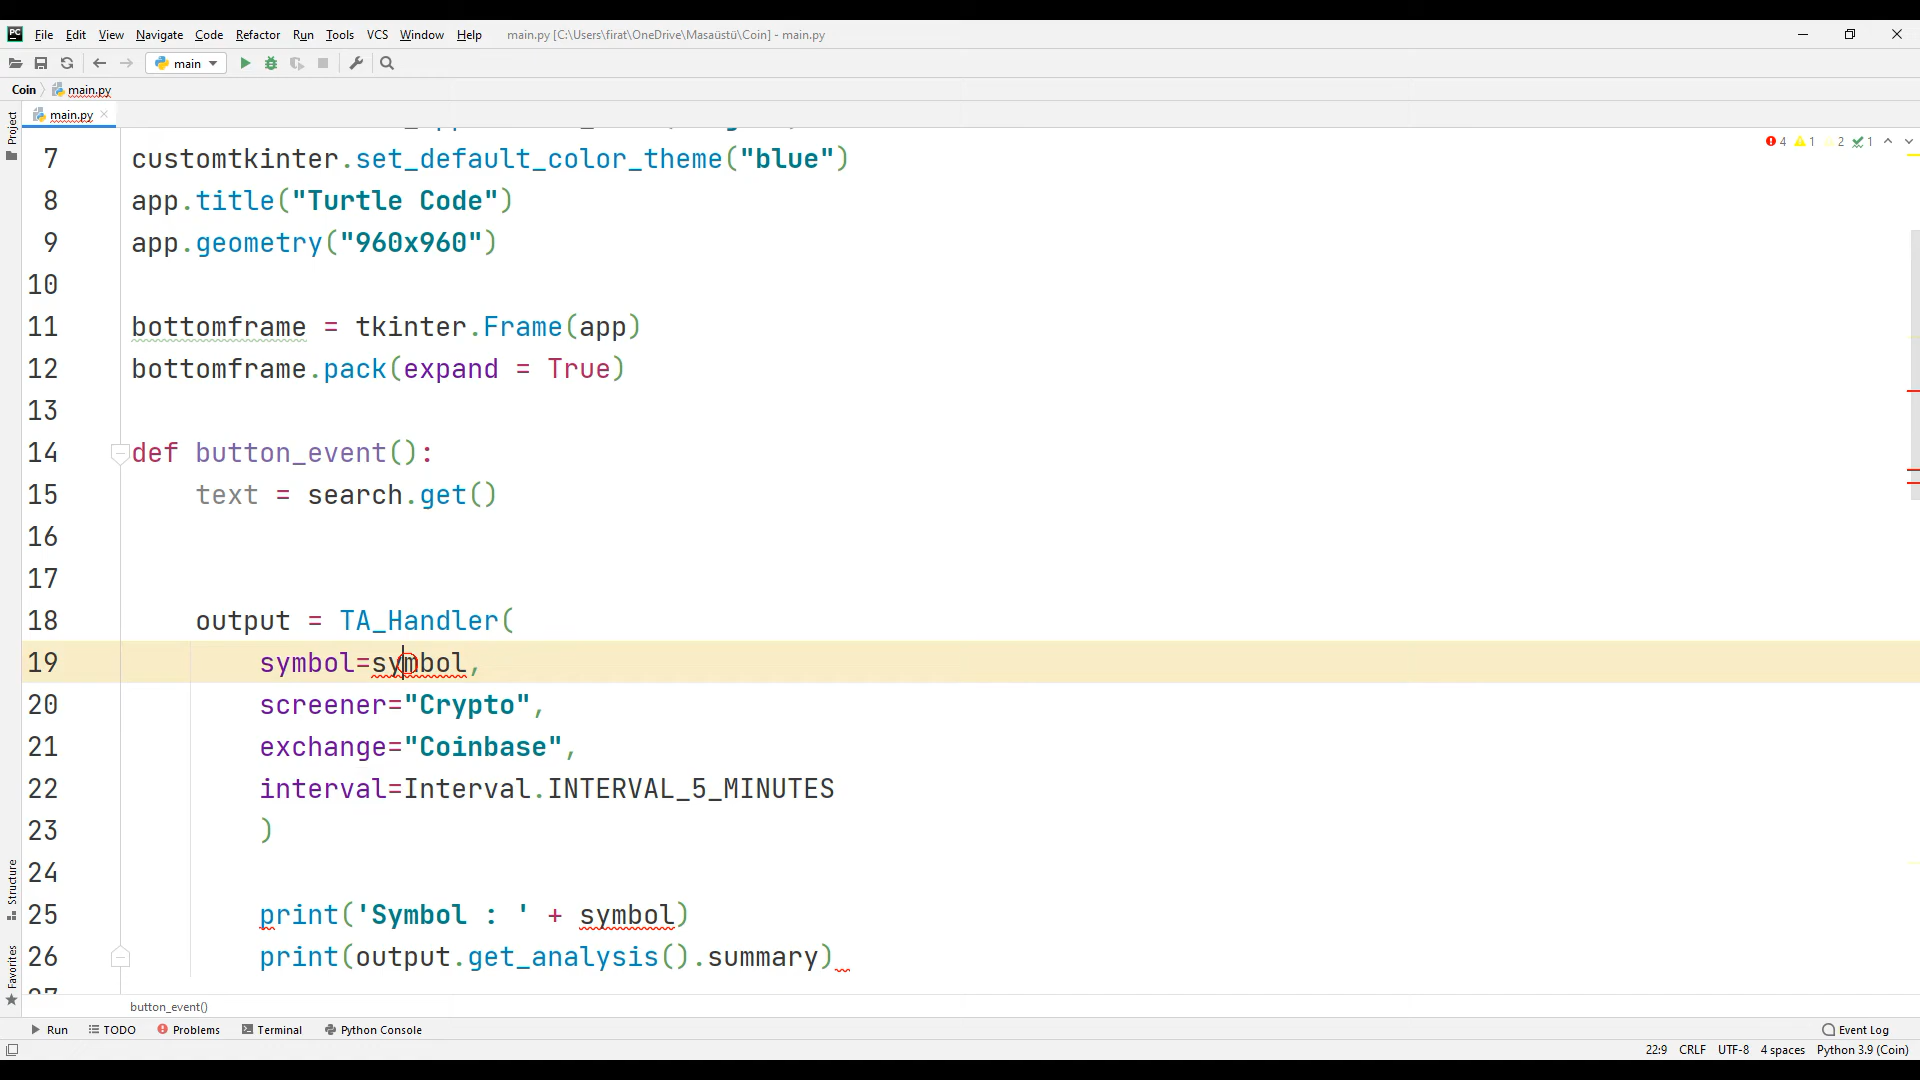 File Edit View Navigate Code Refactor Run Tools VCS Window Help main.py [C:\Users\firat\OneDrive\Masaüstü\Coin] - main.py
main
Coin main.py
main.py
Project
4 1 2 1
7 customtkinter.set_default_color_theme("blue")
8 app.title("Turtle Code")
9 app.geometry("960x960")
10
11 bottomframe = tkinter.Frame(app)
12 bottomframe.pack(expand = True)
13
14 def button_event():
15 text = search.get()
16
17
18 output = TA_Handler(
19 symbol=symbol,
20 screener="Crypto",
21 exchange="Coinbase",
22 interval=Interval.INTERVAL_5_MINUTES
23 )
24
25 print('Symbol : ' + symbol)
26 print(output.get_analysis().summary)
27
Structure
Favorites
button_event()
Run TODO Problems Terminal Python Console Event Log
22:9 CRLF UTF-8 4 spaces Python 3.9 (Coin)